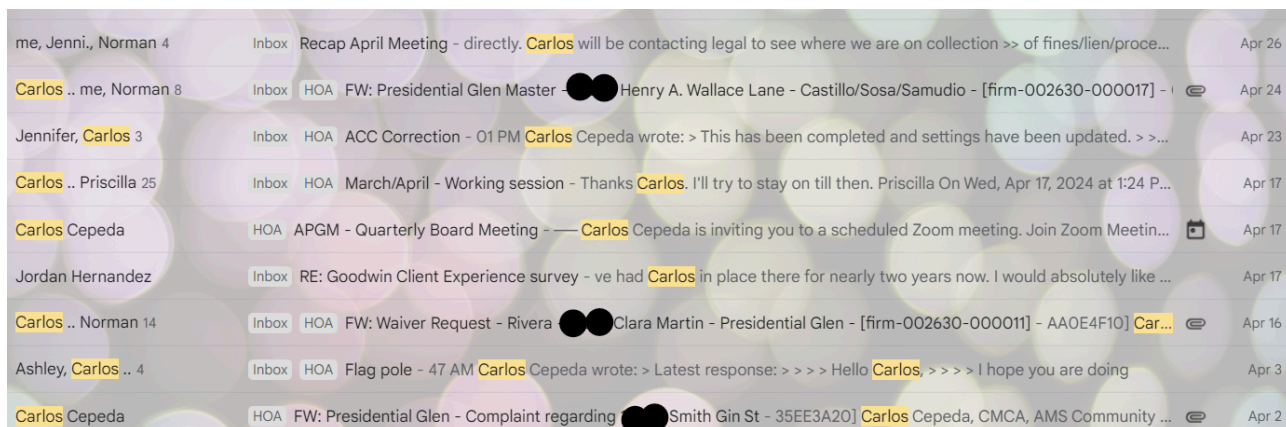 me, Jenni., Norman 4 Inbox Recap April Meeting - directly. Carlos will be contacting legal to see where we are on collection >> of fines/lien/proce... Apr 26
Carlos .. me, Norman 8 Inbox HOA FW: Presidential Glen Master - Henry A. Wallace Lane - Castillo/Sosa/Samudio - [firm-002630-000017] - Apr 24
Jennifer, Carlos 3 Inbox HOA ACC Correction - 01 PM Carlos Cepeda wrote: > This has been completed and settings have been updated. > >... Apr 23
Carlos .. Priscilla 25 Inbox HOA March/April - Working session - Thanks Carlos. I'll try to stay on till then. Priscilla On Wed, Apr 17, 2024 at 1:24 P... Apr 17
Carlos Cepeda HOA APGM - Quarterly Board Meeting - —– Carlos Cepeda is inviting you to a scheduled Zoom meeting. Join Zoom Meetin... Apr 17
Jordan Hernandez Inbox RE: Goodwin Client Experience survey - ve had Carlos in place there for nearly two years now. I would absolutely like ... Apr 17
Carlos .. Norman 14 Inbox HOA FW: Waiver Request - Rivera - Clara Martin - Presidential Glen - [firm-002630-000011] - AA0E4F10] Car... Apr 16
Ashley, Carlos .. 4 Inbox HOA Flag pole - 47 AM Carlos Cepeda wrote: > Latest response: > > > > Hello Carlos, > > > > I hope you are doing Apr 3
Carlos Cepeda HOA FW: Presidential Glen - Complaint regarding Smith Gin St - 35EE3A20] Carlos Cepeda, CMCA, AMS Community ... Apr 2